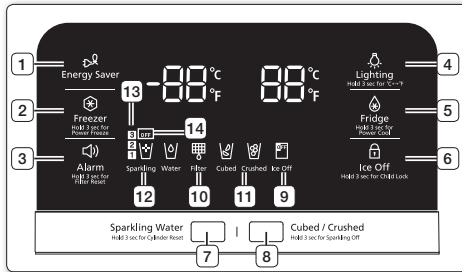 1
Energy Saver
-88 °C °F
88 °C °F
4
Lighting
Hold 3 sec for °C↔°F
2
Freezer
Hold 3 sec for
Power Freeze
13
3 OFF
2
1
14
5
Fridge
Hold 3 sec for
Power Cool
3
Alarm
Hold 3 sec for
Filter Reset
Sparkling Water Filter Cubed Crushed Ice Off
OFF
12
10
11
9
6
Ice Off
Hold 3 sec for Child Lock
Sparkling Water
Hold 3 sec for Cylinder Reset
7
8
Cubed / Crushed
Hold 3 sec for Sparkling Off